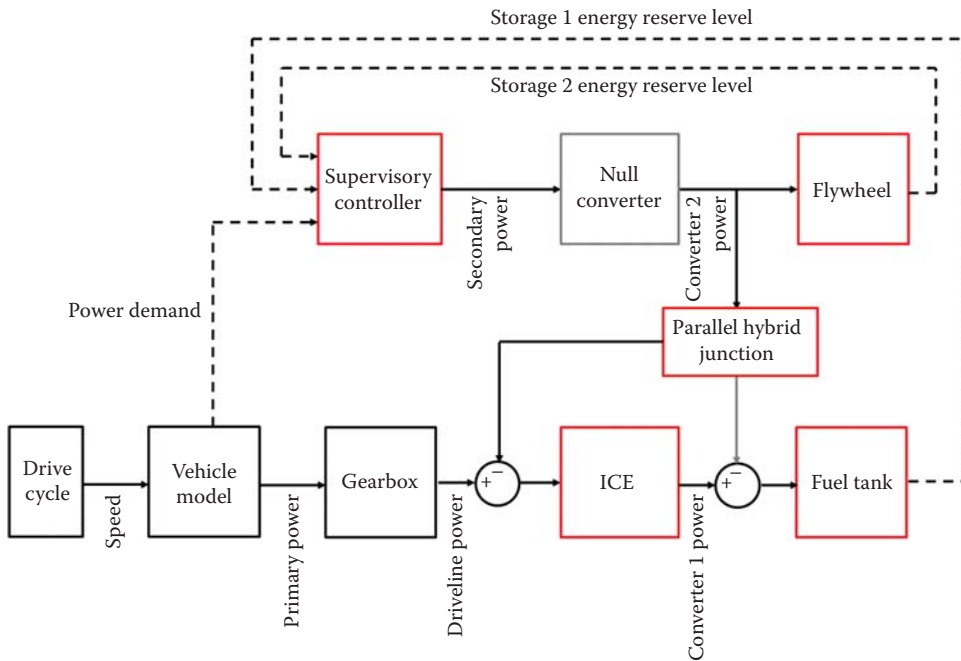 Storage 1 energy reserve level
Storage 2 energy reserve level
Supervisory
controller
Secondary
power
Null
converter
Converter 2
power
Flywheel
Power demand
Parallel hybrid
junction
Drive
cycle
Speed
Vehicle
model
Primary power
Gearbox
Driveline power
+ −
ICE
Converter 1 power
+ −
Fuel tank